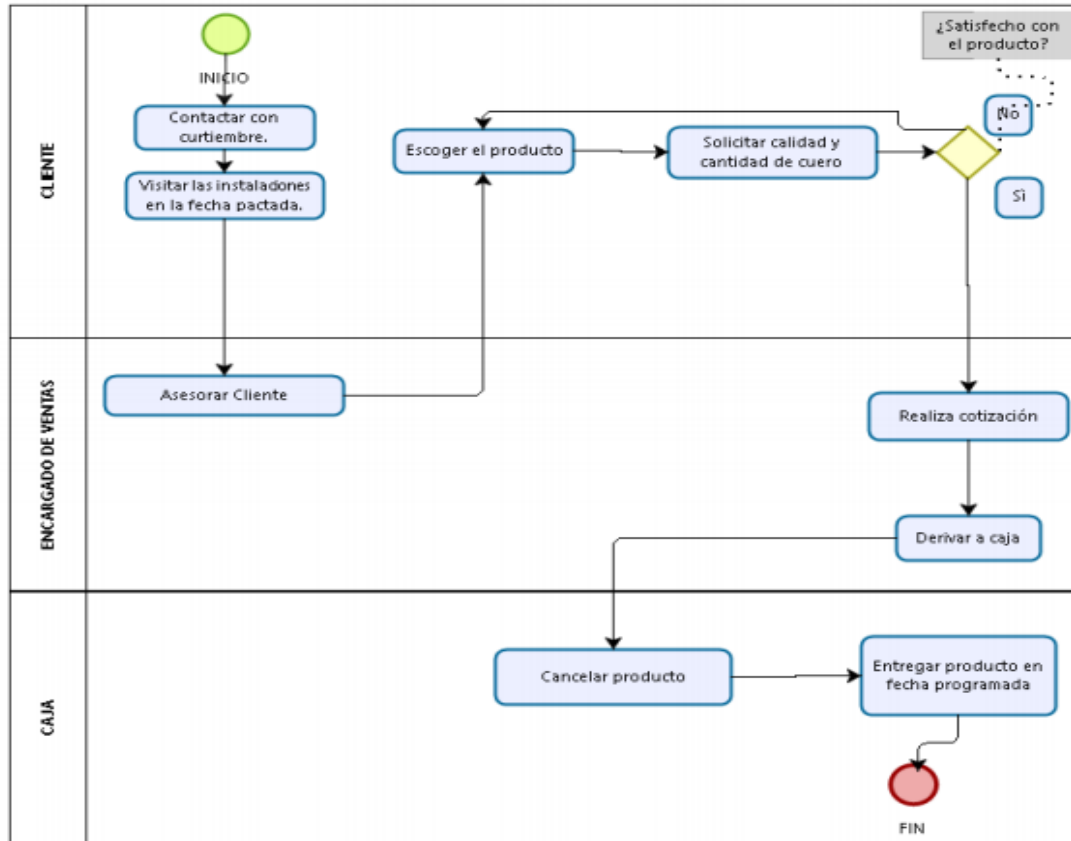 ¿Satisfecho con
el producto?
INICIO
Contactar con
curtiembre.
No
Escoger el producto
Solicitar calidad y
cantidad de cuero
CLIENTE
Visitar las instaladones
en la fecha pactada.
Sì
Asesorar Cliente
Realiza cotización
ENCARGADO DE VENTAS
Derivar a caja
Cancelar producto
Entregar producto en
fecha programada
CAJA
FIN